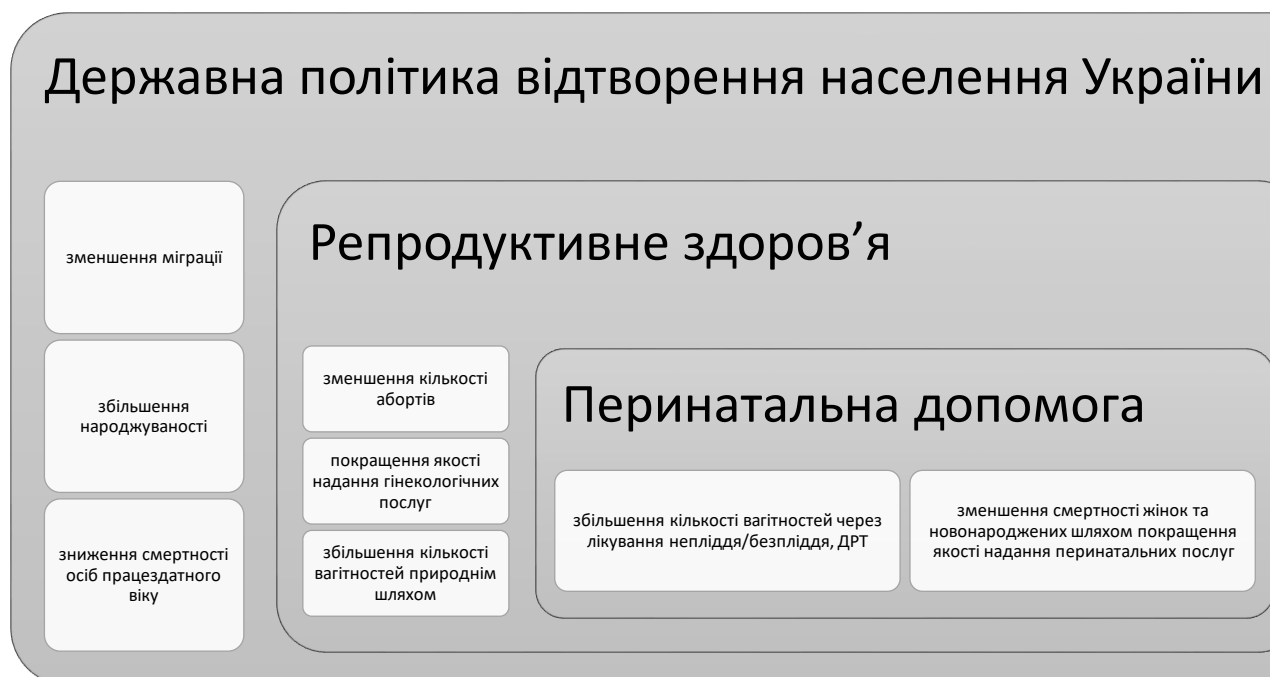 Державна політика відтворення населення України
зменшення міграції
збільшення
народжуваності
зниження смертності
осіб працездатного
віку
Репродуктивне здоров’я
зменшення кількості
абортів
покращення якості
надання гінекологічних
послуг
збільшення кількості
вагітностей природнім
шляхом
Перинатальна допомога
збільшення кількості вагітностей через
лікування непліддя/безпліддя, ДРТ
зменшення смертності жінок та
новонароджених шляхом покращення
якості надання перинатальних послуг